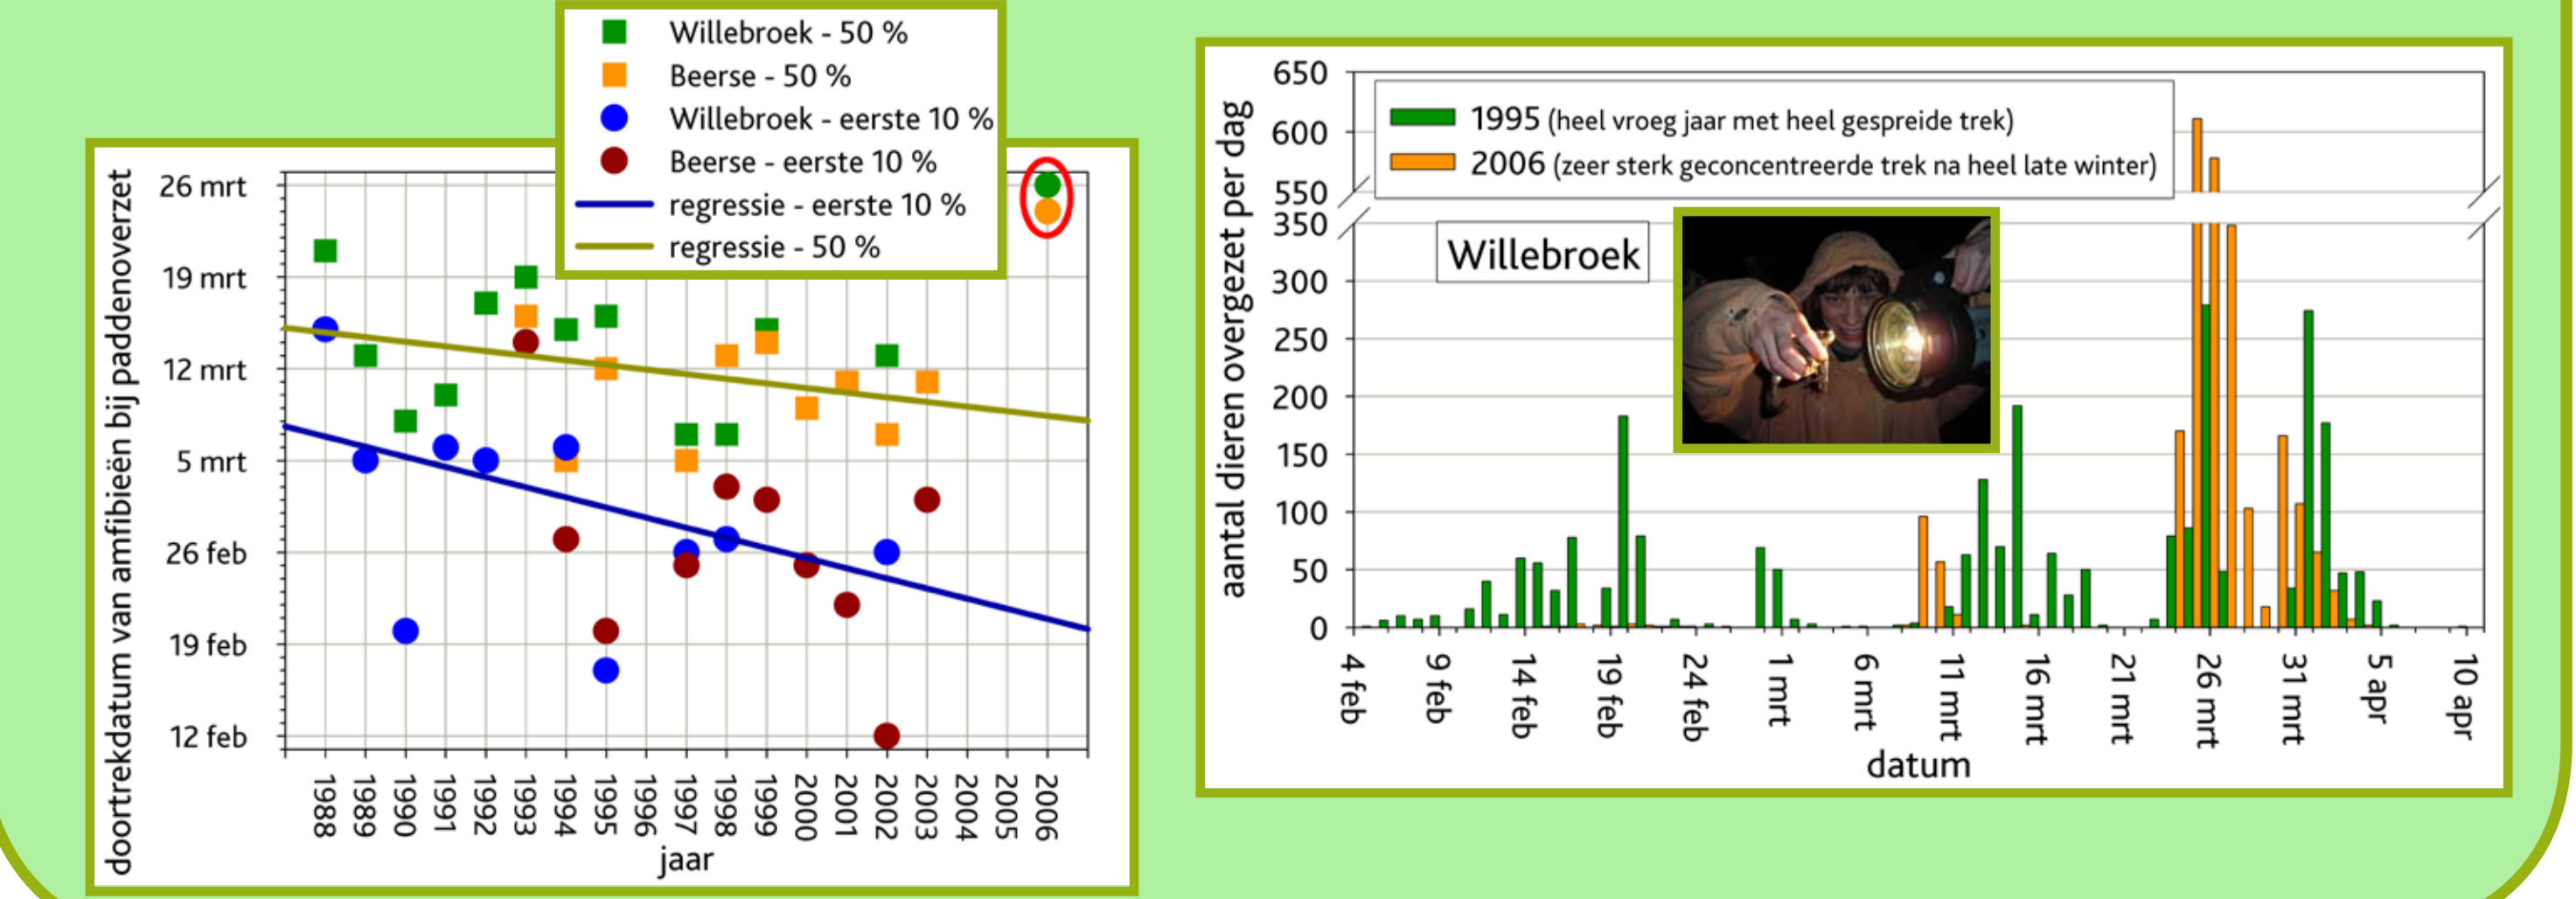 Willebroek - 50 %
Beerse - 50 %
Willebroek - eerste 10 %
Beerse - eerste 10 %
regressie - eerste 10 %
regressie - 50 %
doortrekdatum van amfibieën bij paddenoverzet
26 mrt
19 mrt
12 mrt
5 mrt
26 feb
19 feb
12 feb
1988
1989
1990
1991
1992
1993
1994
1995
1996
1997
1998
1999
2000
2001
2002
2003
2004
2005
2006
jaar
aantal dieren overgezet per dag
650
600
550
350
300
250
200
150
100
50
0
1995 (heel vroeg jaar met heel gespreide trek)
2006 (zeer sterk geconcentreerde trek na heel late winter)
Willebroek
4 feb
9 feb
14 feb
19 feb
24 feb
1 mrt
6 mrt
11 mrt
16 mrt
21 mrt
26 mrt
31 mrt
5 apr
10 apr
datum